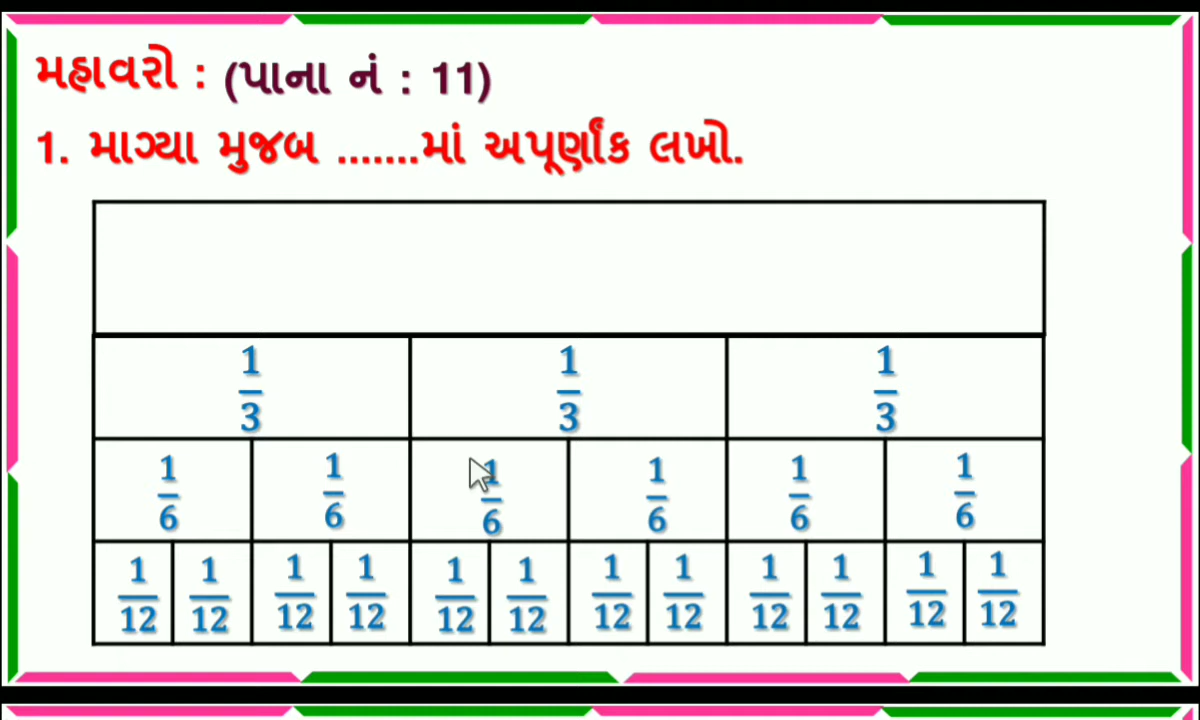 મહાવરો : (પાના નં : 11)
1. માગ્યા મુજબ .......માં અપૂર્ણાંક લખો.
1/3 1/3 1/3
1/6 1/6 1/6 1/6 1/6 1/6
1/12 1/12 1/12 1/12 1/12 1/12 1/12 1/12 1/12 1/12 1/12 1/12